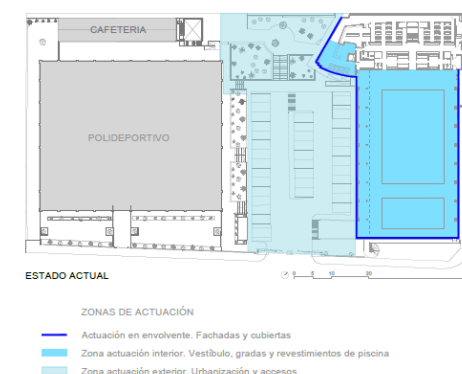 CAFETERIA
POLIDEPORTIVO
ESTADO ACTUAL
0 5 10 20
ZONAS DE ACTUACIÓN
Actuación en envolvente. Fachadas y cubiertas
Zona actuación interior. Vestíbulo, gradas y revestimientos de piscina
Zona actuación exterior. Urbanización y accesos